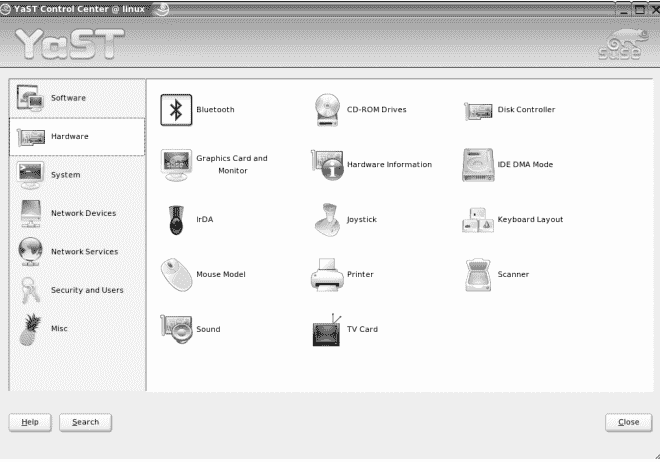 YaST Control Center @ linux
YaST
SUSE
Software
Hardware
System
Network Devices
Network Services
Security and Users
Misc
Bluetooth
CD-ROM Drives
Disk Controller
Graphics Card and
Monitor
Hardware Information
IDE DMA Mode
IrDA
Joystick
Keyboard Layout
Mouse Model
Printer
Scanner
Sound
TV Card
Help
Search
Close